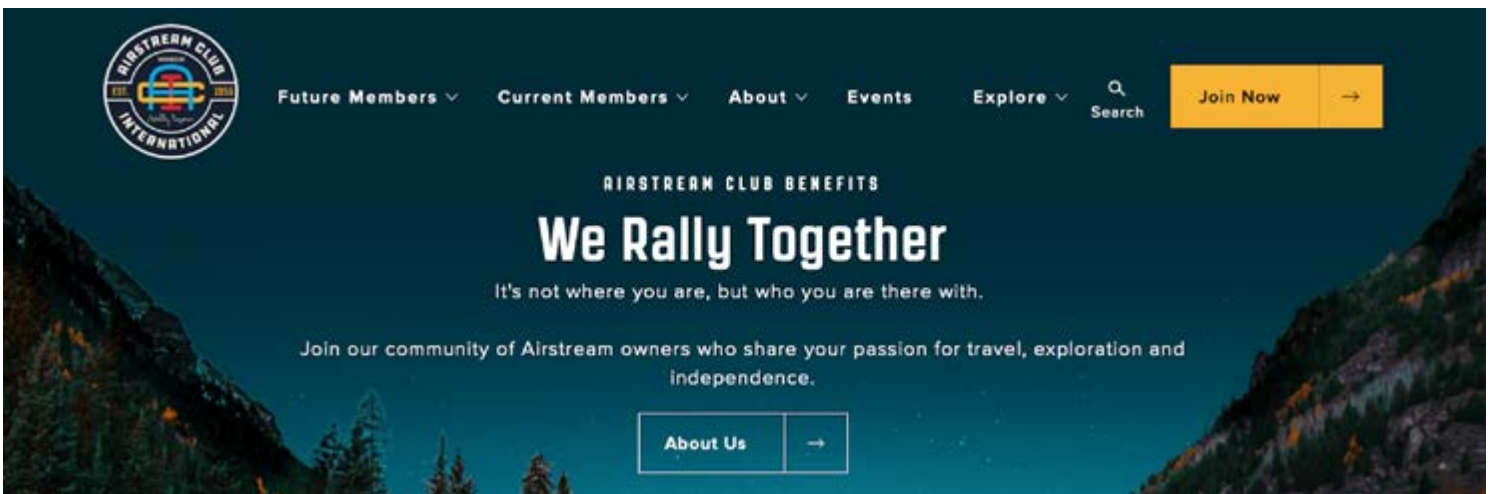 AIRSTREAM CLUB
EST. 1955
INTERNATIONAL
Future Members
Current Members
About
Events
Explore
Search
Join Now
AIRSTREAM CLUB BENEFITS
We Rally Together
It's not where you are, but who you are there with.
Join our community of Airstream owners who share your passion for travel, exploration and
independence.
About Us